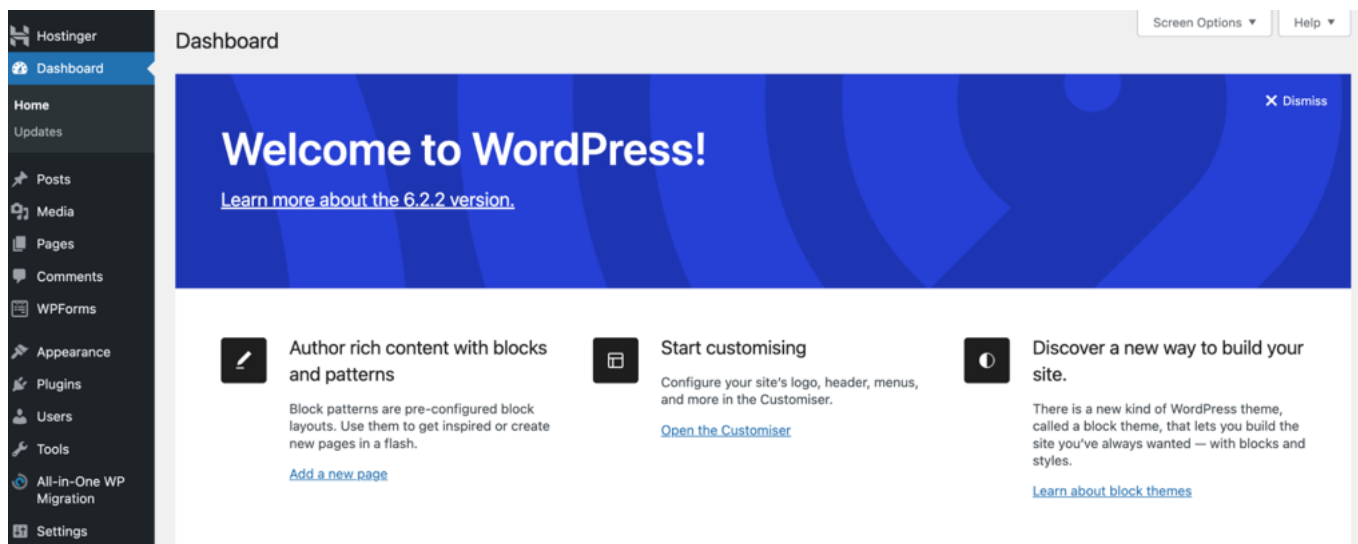 Hostinger
Dashboard
Home
Updates
Posts
Media
Pages
Comments
WPForms
Appearance
Plugins
Users
Tools
All-in-One WP
Migration
Settings
Screen Options ▼
Help ▼
Dashboard
Dismiss
Welcome to WordPress!
Learn more about the 6.2.2 version.
Author rich content with blocks
and patterns
Block patterns are pre-configured block
layouts. Use them to get inspired or create
new pages in a flash.
Add a new page
Start customising
Configure your site's logo, header, menus,
and more in the Customiser.
Open the Customiser
Discover a new way to build your
site.
There is a new kind of WordPress theme,
called a block theme, that lets you build the
site you've always wanted — with blocks and
styles.
Learn about block themes